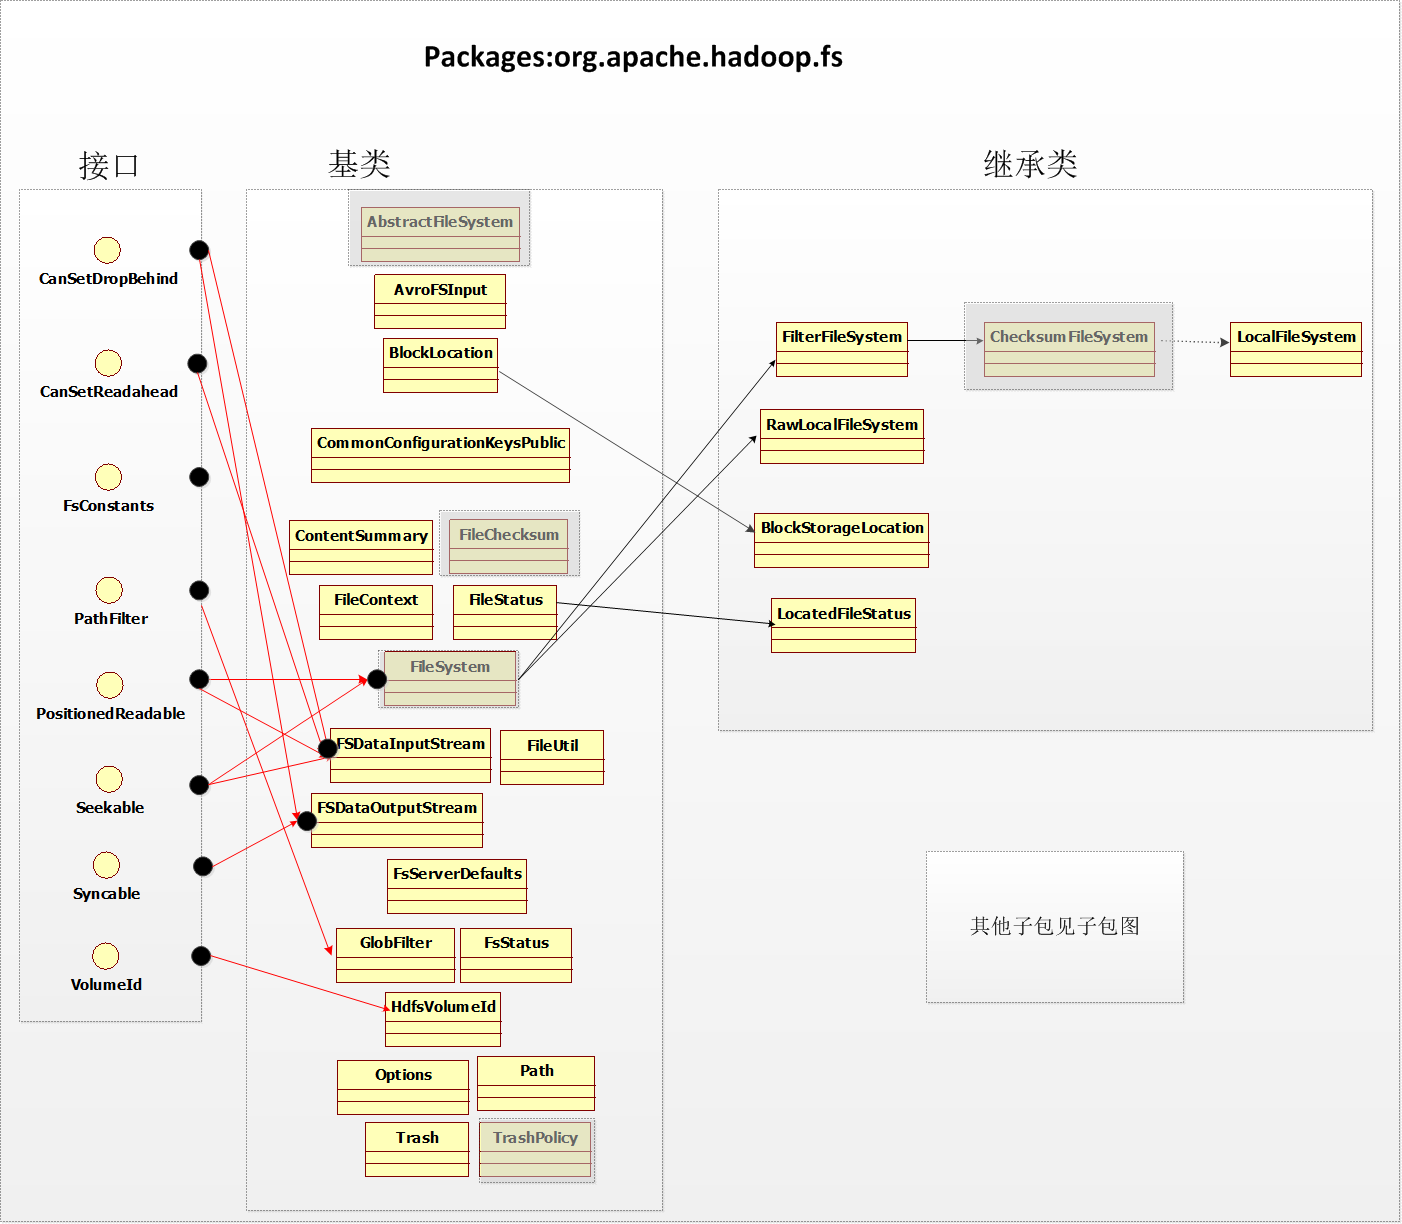 Packages:org.apache.hadoop.fs
接口
CanSetDropBehind
CanSetReadahead
FsConstants
PathFilter
PositionedReadable
Seekable
Syncable
VolumeId
基类
AbstractFileSystem
AvroFSInput
BlockLocation
CommonConfigurationKeysPublic
ContentSummary
FileChecksum
FileContext
FileStatus
FileSystem
FSDataInputStream
FileUtil
FSDataOutputStream
FsServerDefaults
GlobFilter
FsStatus
HdfsVolumeId
Options
Path
Trash
TrashPolicy
继承类
FilterFileSystem
ChecksumFileSystem
LocalFileSystem
RawLocalFileSystem
BlockStorageLocation
LocatedFileStatus
其他子包见子包图